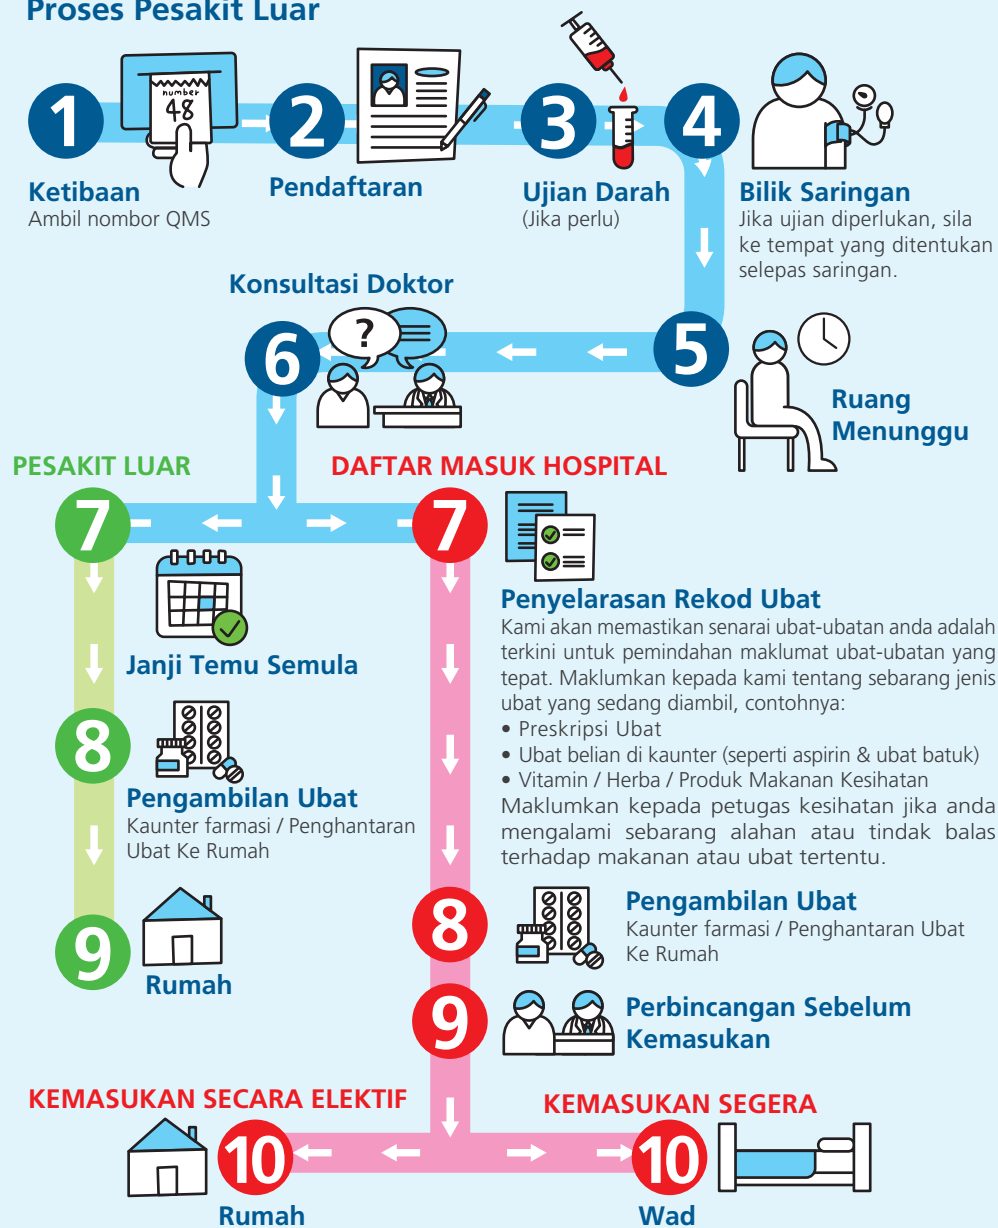 Proses Pesakit Luar
1
number
48
Ketibaan
Ambil nombor QMS
2
Pendaftaran
3
Ujian Darah
(Jika perlu)
4
Bilik Saringan
Jika ujian diperlukan, sila
ke tempat yang ditentukan
selepas saringan.
5
Ruang
Menunggu
Konsultasi Doktor
6
?
PESAKIT LUAR
7
Janji Temu Semula
8
Pengambilan Ubat
Kaunter farmasi / Penghantaran
Ubat Ke Rumah
9
Rumah
DAFTAR MASUK HOSPITAL
7
Penyelarasan Rekod Ubat
Kami akan memastikan senarai ubat-ubatan anda adalah
terkini untuk pemindahan maklumat ubat-ubatan yang
tepat. Maklumkan kepada kami tentang sebarang jenis
ubat yang sedang diambil, contohnya:
• Preskripsi Ubat
• Ubat belian di kaunter (seperti aspirin & ubat batuk)
• Vitamin / Herba / Produk Makanan Kesihatan
Maklumkan kepada petugas kesihatan jika anda
mengalami sebarang alahan atau tindak balas
terhadap makanan atau ubat tertentu.
8
Pengambilan Ubat
Kaunter farmasi / Penghantaran Ubat
Ke Rumah
9
Perbincangan Sebelum
Kemasukan
KEMASUKAN SECARA ELEKTIF
10
Rumah
KEMASUKAN SEGERA
10
Wad